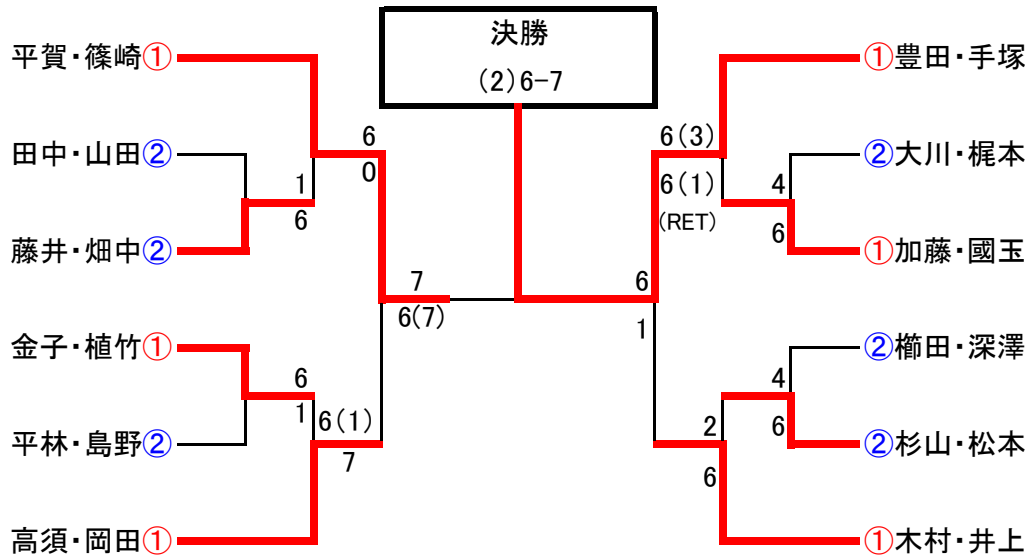 決勝
(2)6-7
平賀・篠崎①
田中・山田②
藤井・畑中②
金子・植竹①
平林・島野②
高須・岡田①
6
0
1
6
6
1
6(1)
7
7
6(7)
①豊田・手塚
②大川・梶本
①加藤・國玉
②櫛田・深澤
②杉山・松本
①木村・井上
6(3)
6(1)
(RET)
4
6
6
1
4
6
2
6